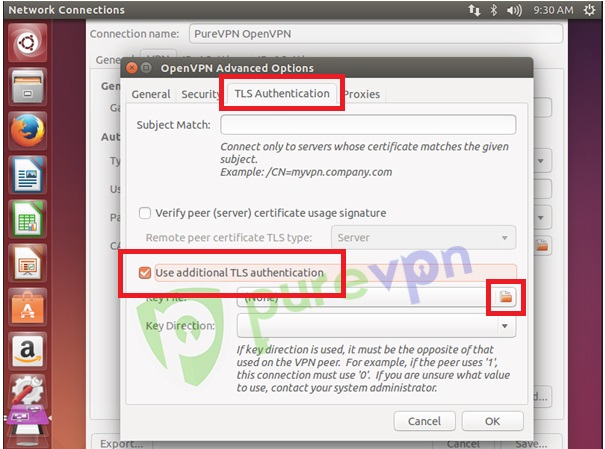 Network Connections
9:30 AM
Connection name: PureVPN OpenVPN
General VPN
OpenVPN Advanced Options
General Security TLS Authentication Proxies
Subject Match:
Connect only to servers whose certificate matches the given
subject.
Example: /CN=myvpn.company.com
Verify peer (server) certificate usage signature
Remote peer certificate TLS type: Server
Use additional TLS authentication
Key File: (None)
purevpn
Key Direction:
If key direction is used, it must be the opposite of that
used on the VPN peer. For example, if the peer uses '1',
this connection must use '0'. If you are unsure what value
to use, contact your system administrator.
Cancel OK
Export... Cancel Save...